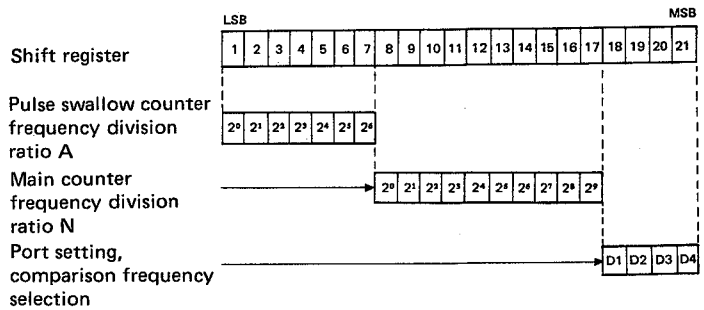 LSB MSB
Shift register 1 2 3 4 5 6 7 8 9 10 11 12 13 14 15 16 17 18 19 20 21
Pulse swallow counter
frequency division 2⁰ 2¹ 2² 2³ 2⁴ 2⁵ 2⁶
ratio A
Main counter
frequency division 2⁰ 2¹ 2² 2³ 2⁴ 2⁵ 2⁶ 2⁷ 2⁸ 2⁹
ratio N
Port setting,
comparison frequency D1 D2 D3 D4
selection